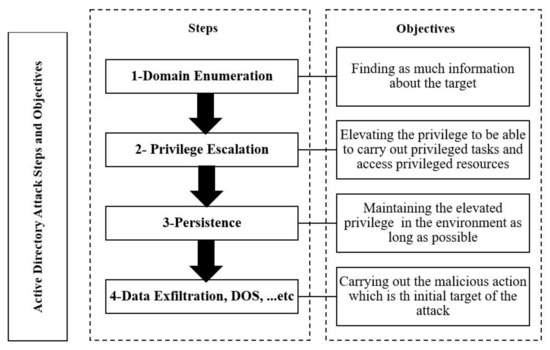 Active Directory Attack Steps and Objectives
Steps
1-Domain Enumeration
2- Privilege Escalation
3-Persistence
4-Data Exfiltration, DOS, ...etc
Objectives
Finding as much information
about the target
Elevating the privilege to be able
to carry out privileged tasks and
access privileged resources
Maintaining the elevated
privilege in the environment as
long as possible
Carrying out the malicious action
which is th initial target of the
attack